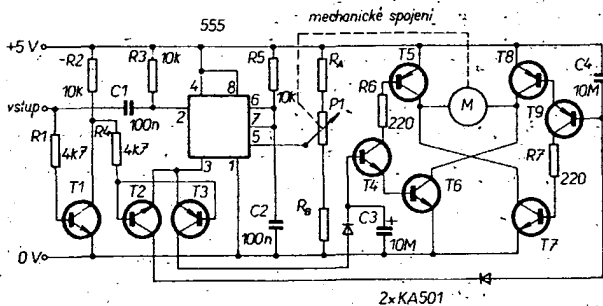 555
mechanické spojení
+5 V
R2
10k
R3
10k
R5
10k
RA
T5
T8
C4
10M
C1
100n
4
8
2
6
7
5
3
1
P1
M
R6
220
T9
vstup
R1
4k7
R4
4k7
R7
220
T1
T2
T3
T4
T6
T7
C2
100n
RB
C3
+
10M
0 V
2xKA501